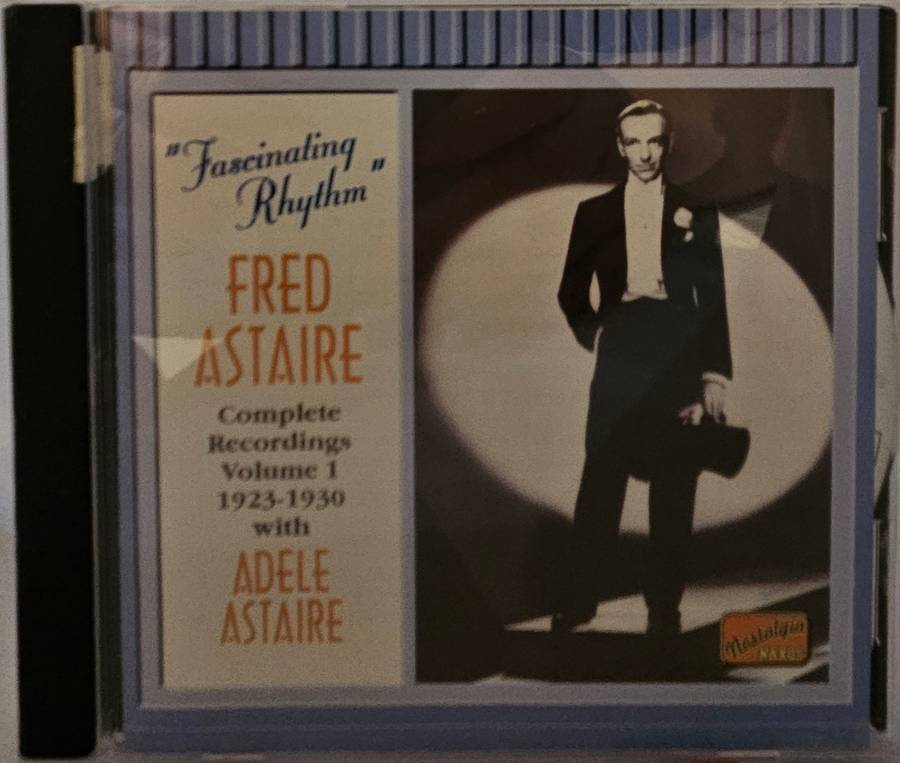 "Fascinating
Rhythm"
FRED
ASTAIRE
Complete
Recordings
Volume 1
1923-1930
with
ADELE
ASTAIRE
Nostalgia
NAXOS